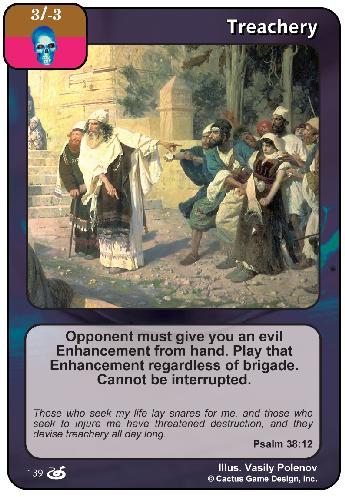 3/-3
Treachery
Opponent must give you an evil
Enhancement from hand. Play that
Enhancement regardless of brigade.
Cannot be interrupted.
Those who seek my life lay snares for me, and those who
seek to injure me have threatened destruction, and they
devise treachery all day long.
Psalm 38:12
139
Illus. Vasily Polenov
© Cactus Game Design, Inc.